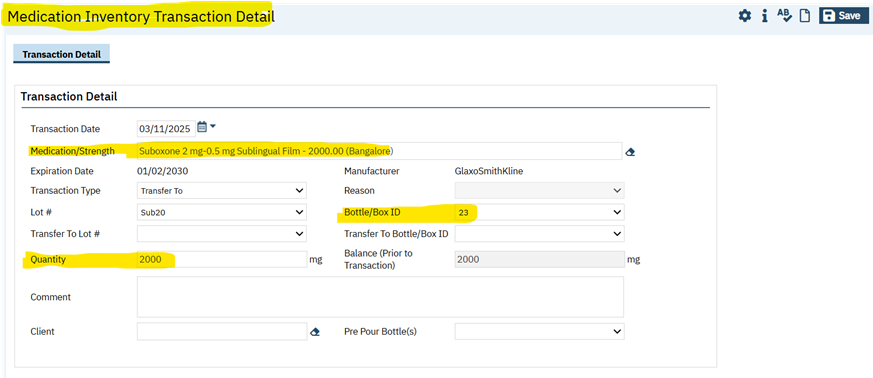 Medication Inventory Transaction Detail
Save
Transaction Detail
Transaction Detail
Transaction Date 03/11/2025
Medication/Strength Suboxone 2 mg-0.5 mg Sublingual Film - 2000.00 (Bangalore)
Expiration Date 01/02/2030 Manufacturer GlaxoSmithKline
Transaction Type Transfer To Reason
Lot # Sub20 Bottle/Box ID 23
Transfer To Lot # Transfer To Bottle/Box ID
Quantity 2000 mg Balance (Prior to
Transaction) 2000 mg
Comment
Client Pre Pour Bottle(s)